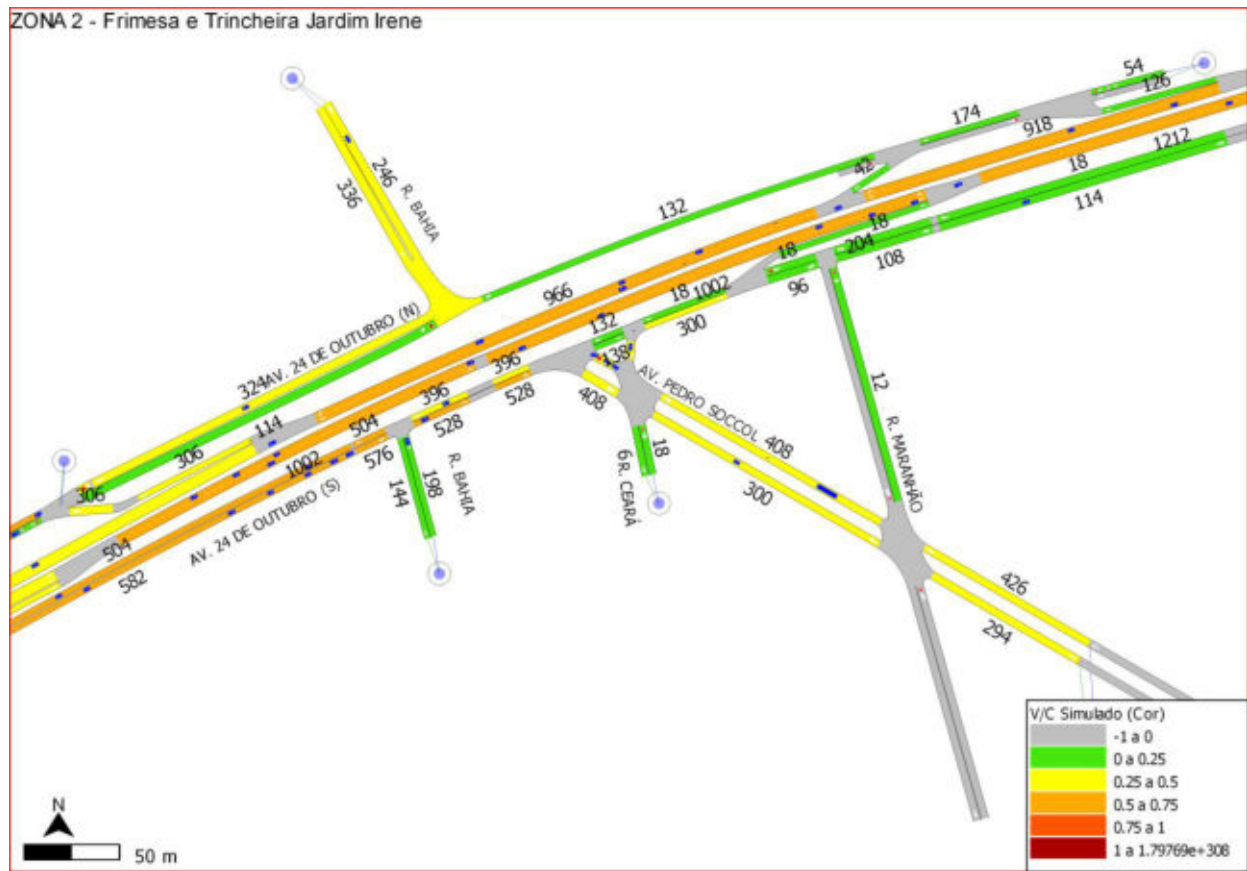 ZONA 2 - Frimesa e Trincheira Jardim Irene
54
126
174
918
1212
42
18
114
246
336
R. BAHIA
132
18
204
108
18
96
966
18
1002
300
132
138
AV. 24 DE OUTUBRO (N)
324
396
396
528
528
408
AV. PEDRO SOCCOL
408
12
R. MARANHÃO
114
504
306
1002
576
306
R. BAHIA
198
144
18
6
R. CEARÁ
300
AV. 24 DE OUTUBRO (S)
504
582
426
294
V/C Simulado (Cor)
-1 a 0
0 a 0.25
0.25 a 0.5
0.5 a 0.75
0.75 a 1
1 a 1.79769e+308
N
50 m